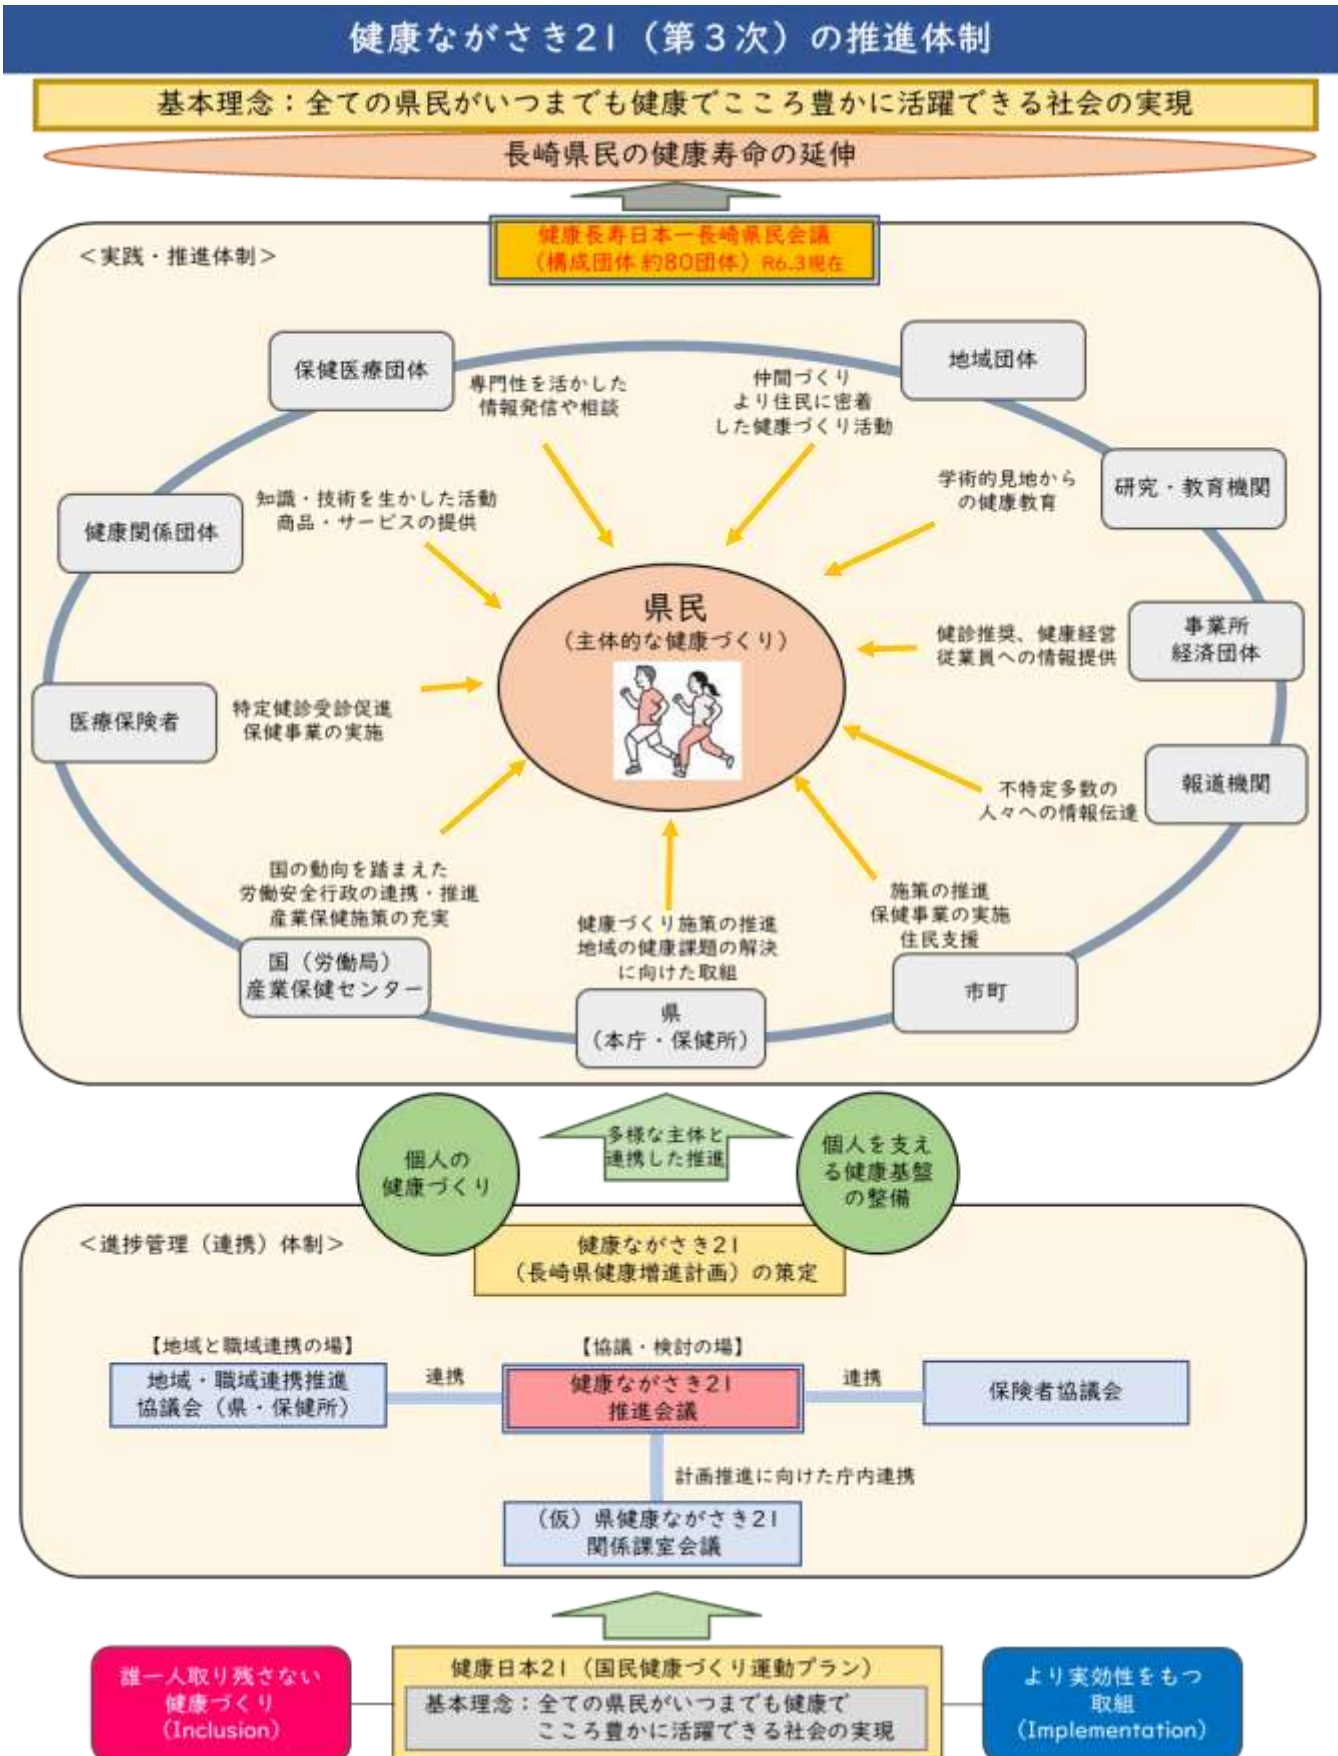 健康ながさき21（第３次）の推進体制
基本理念：全ての県民がいつまでも健康でこころ豊かに活躍できる社会の実現
長崎県民の健康寿命の延伸
健康長寿日本一長崎県民会議
（構成団体 約80団体）R6.3現在
＜実践・推進体制＞
保健医療団体
専門性を活かした
情報発信や相談
地域団体
仲間づくり
より住民に密着
した健康づくり活動
健康関係団体
知識・技術を生かした活動
商品・サービスの提供
研究・教育機関
学術的見地から
の健康教育
県民
（主体的な健康づくり）
事業所
経済団体
健診推奨、健康経営
従業員への情報提供
医療保険者
特定健診受診促進
保健事業の実施
報道機関
不特定多数の
人々への情報伝達
国の動向を踏まえた
労働安全行政の連携・推進
産業保健施策の充実
国（労働局）
産業保健センター
健康づくり施策の推進
地域の健康課題の解決
に向けた取組
県
（本庁・保健所）
施策の推進
保健事業の実施
住民支援
市町
個人の
健康づくり
多様な主体と
連携した推進
個人を支え
る健康基盤
の整備
＜進捗管理（連携）体制＞
健康ながさき21
（長崎県健康増進計画）の策定
【地域と職域連携の場】
地域・職域連携推進
協議会（県・保健所）
連携
【協議・検討の場】
健康ながさき21
推進会議
連携
保険者協議会
計画推進に向けた庁内連携
（仮）県健康ながさき21
関係課室会議
誰一人取り残さない
健康づくり
（Inclusion）
健康日本21（国民健康づくり運動プラン）
基本理念：全ての県民がいつまでも健康で
こころ豊かに活躍できる社会の実現
より実効性をもつ
取組
（Implementation）